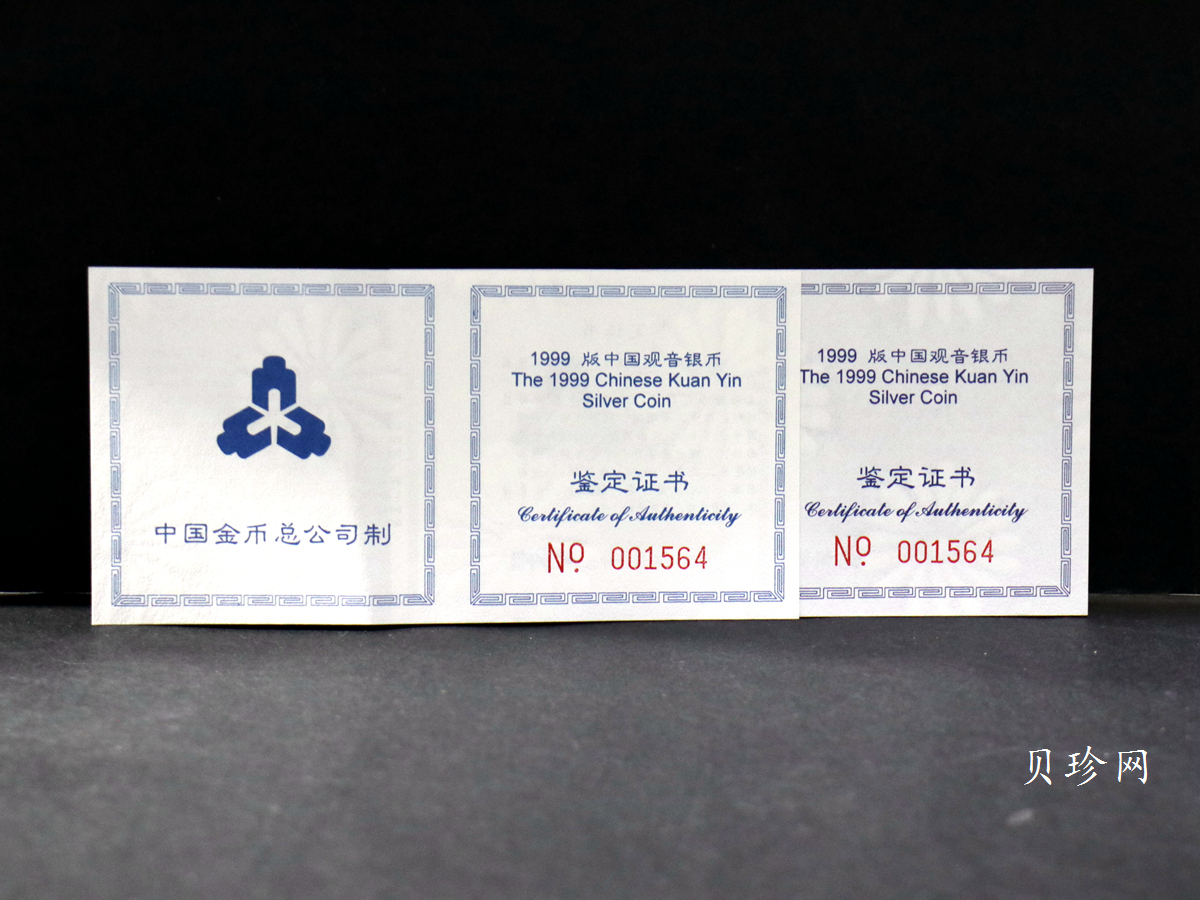 中国金币总公司制
1999 版中国观音银币
The 1999 Chinese Kuan Yin
Silver Coin
鉴定证书
Certificate of Authenticity
Nº 001564
1999 版中国观音银币
The 1999 Chinese Kuan Yin
Silver Coin
鉴定证书
Certificate of Authenticity
Nº 001564
贝珍网